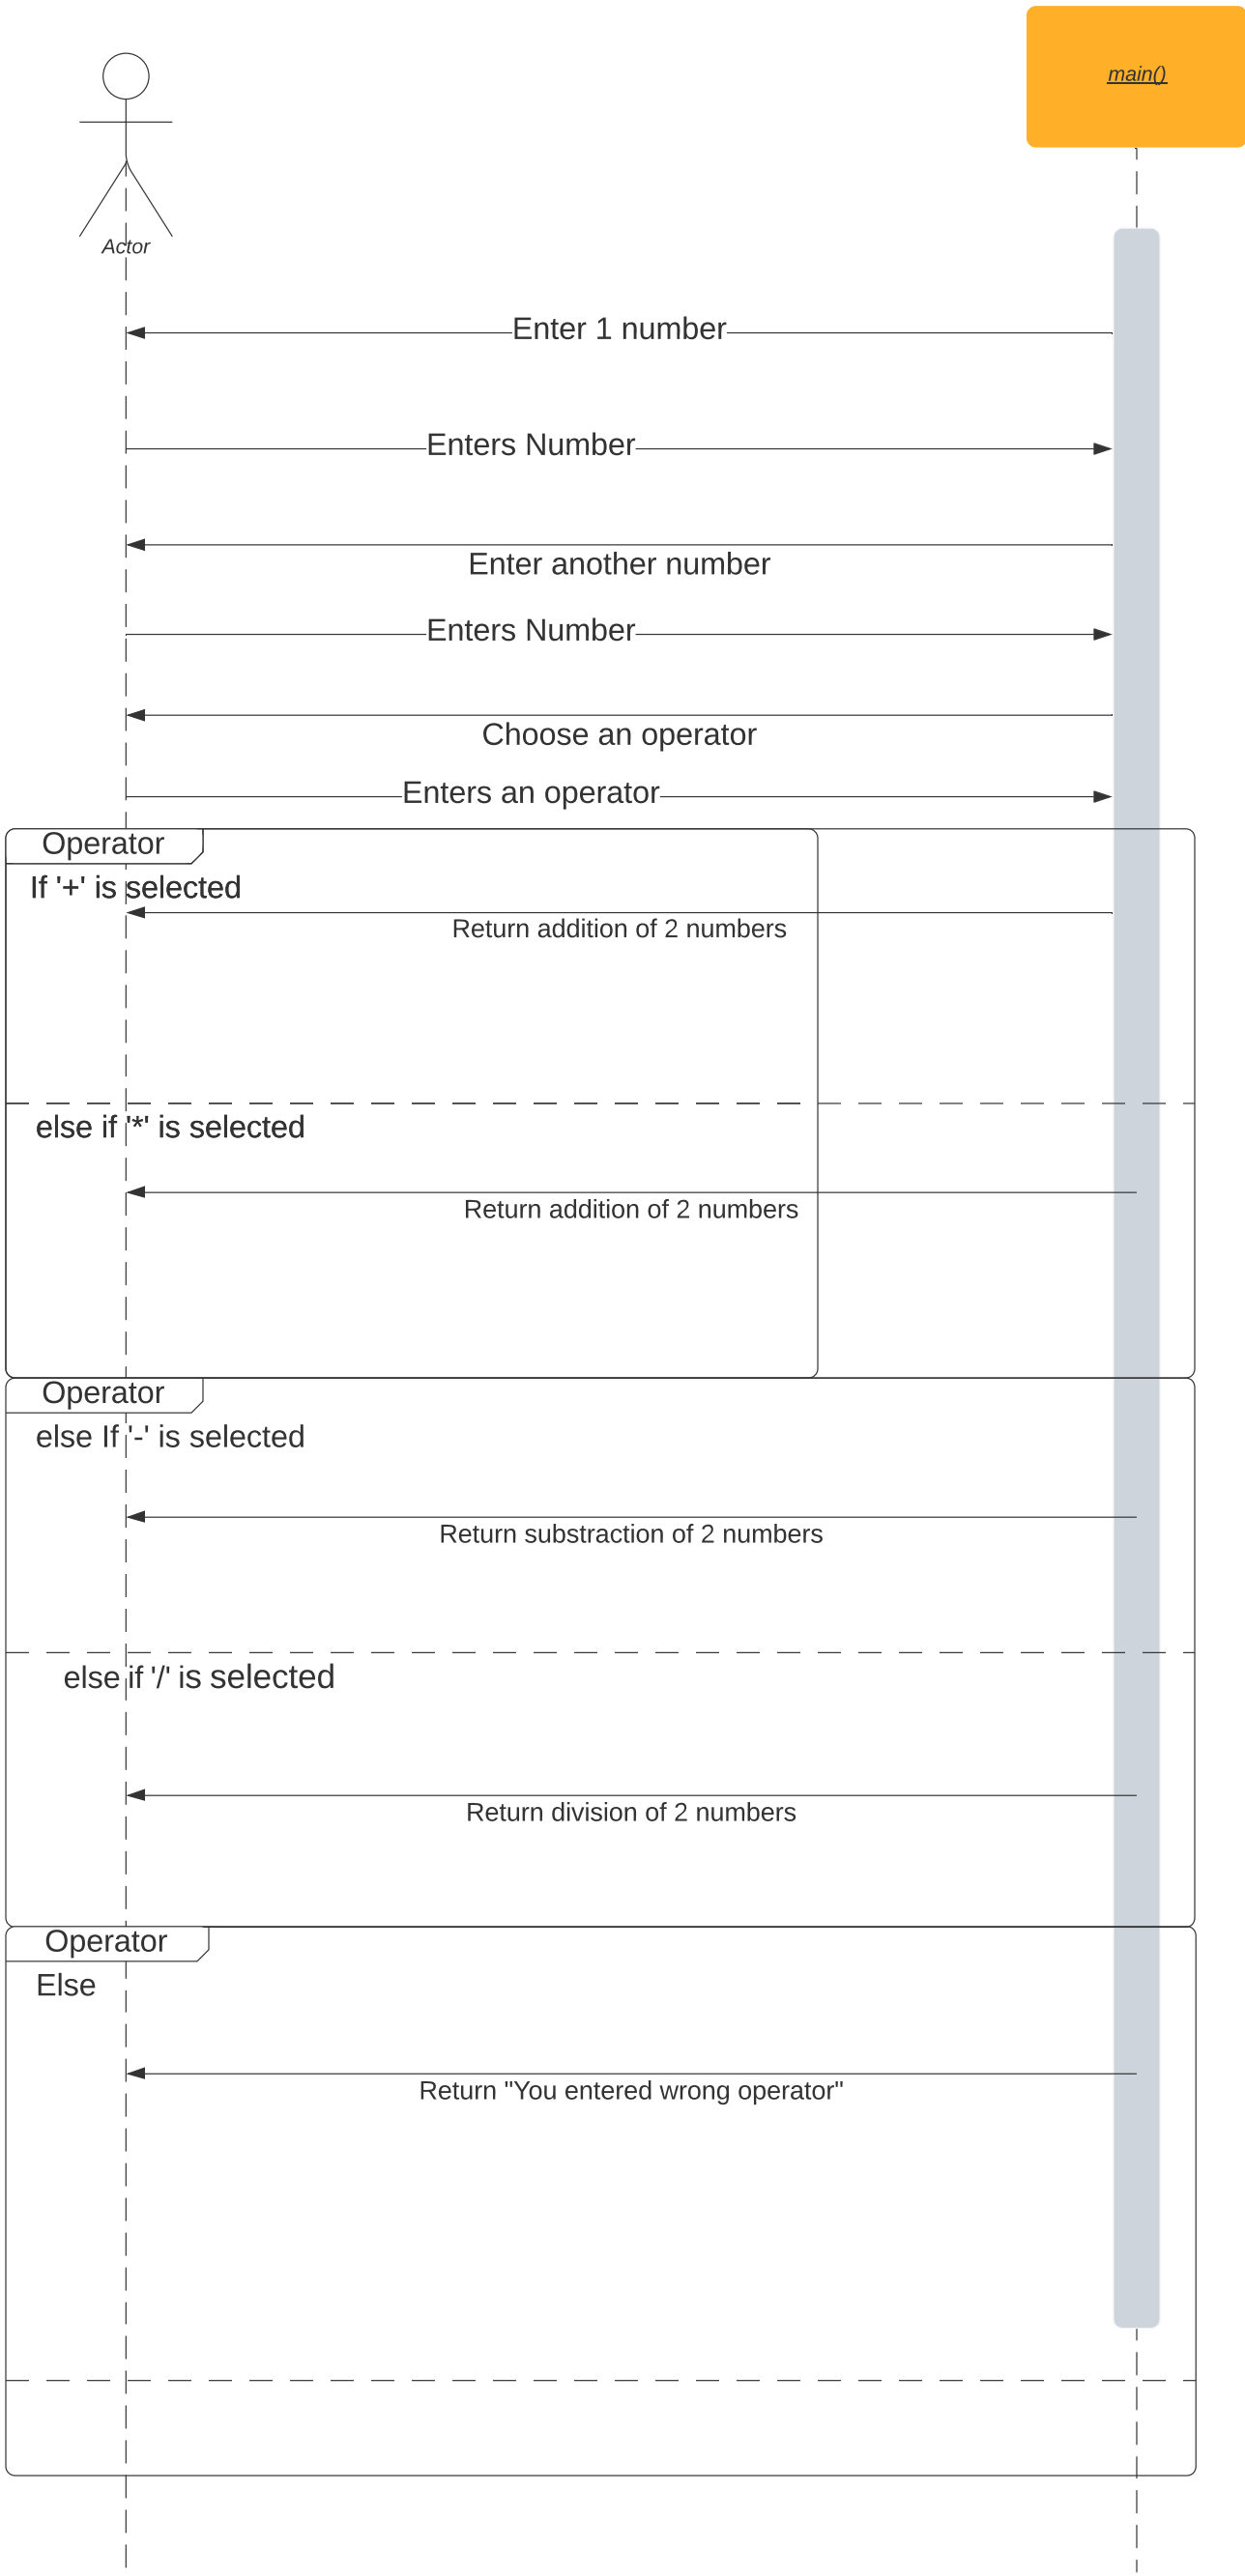 main()
Actor
Enter 1 number
Enters Number
Enter another number
Enters Number
Choose an operator
Enters an operator
Operator
If '+' is selected
Return addition of 2 numbers
else if '*' is selected
Return addition of 2 numbers
Operator
else If '-' is selected
Return substraction of 2 numbers
else if '/' is selected
Return division of 2 numbers
Operator
Else
Return "You entered wrong operator"